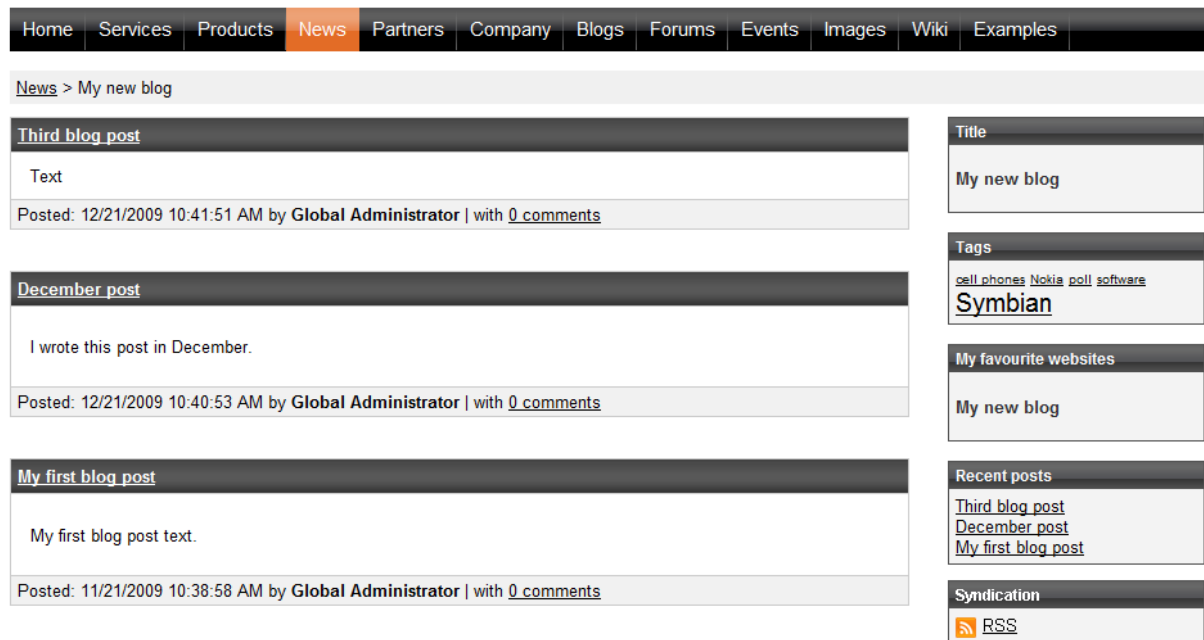 Home Services Products News Partners Company Blogs Forums Events Images Wiki Examples
News > My new blog
Third blog post
Text
Posted: 12/21/2009 10:41:51 AM by Global Administrator | with 0 comments
December post
I wrote this post in December.
Posted: 12/21/2009 10:40:53 AM by Global Administrator | with 0 comments
My first blog post
My first blog post text.
Posted: 11/21/2009 10:38:58 AM by Global Administrator | with 0 comments
Title
My new blog
Tags
cell phones Nokia poll software
Symbian
My favourite websites
My new blog
Recent posts
Third blog post
December post
My first blog post
Syndication
RSS